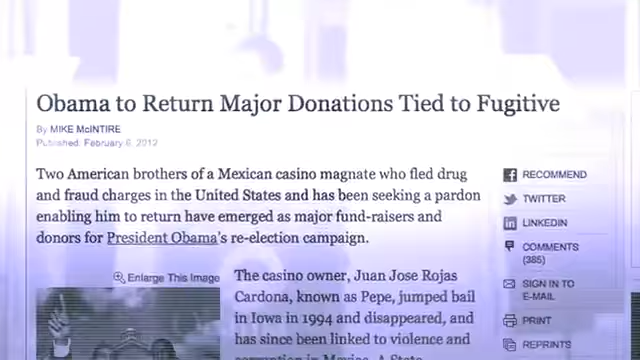 Obama to Return Major Donations Tied to Fugitive
By MIKE McINTIRE
Published: February 6, 2012
Two American brothers of a Mexican casino magnate who fled drug
and fraud charges in the United States and has been seeking a pardon
enabling him to return have emerged as major fund-raisers and
donors for President Obama's re-election campaign.
Enlarge This Image
The casino owner, Juan Jose Rojas
Cardona, known as Pepe, jumped bail
in Iowa in 1994 and disappeared, and
has since been linked to violence and
corruption in Mexico. A State
RECOMMEND
TWITTER
LINKEDIN
COMMENTS
(385)
SIGN IN TO
E-MAIL
PRINT
REPRINTS